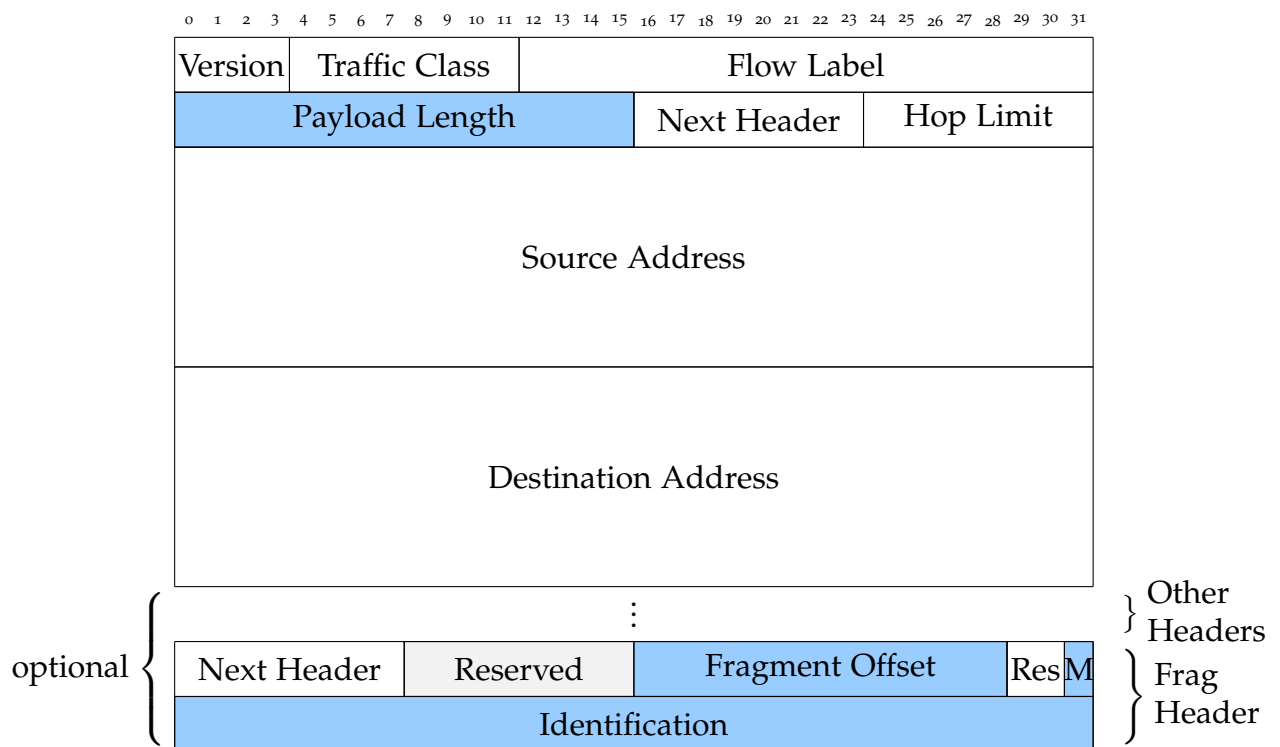 0 1 2 3 4 5 6 7 8 9 10 11 12 13 14 15 16 17 18 19 20 21 22 23 24 25 26 27 28 29 30 31
Version Traffic Class Flow Label
Payload Length Next Header Hop Limit
Source Address
Destination Address
⋮ } Other
Headers
optional { Next Header Reserved Fragment Offset Res M } Frag
Header
Identification